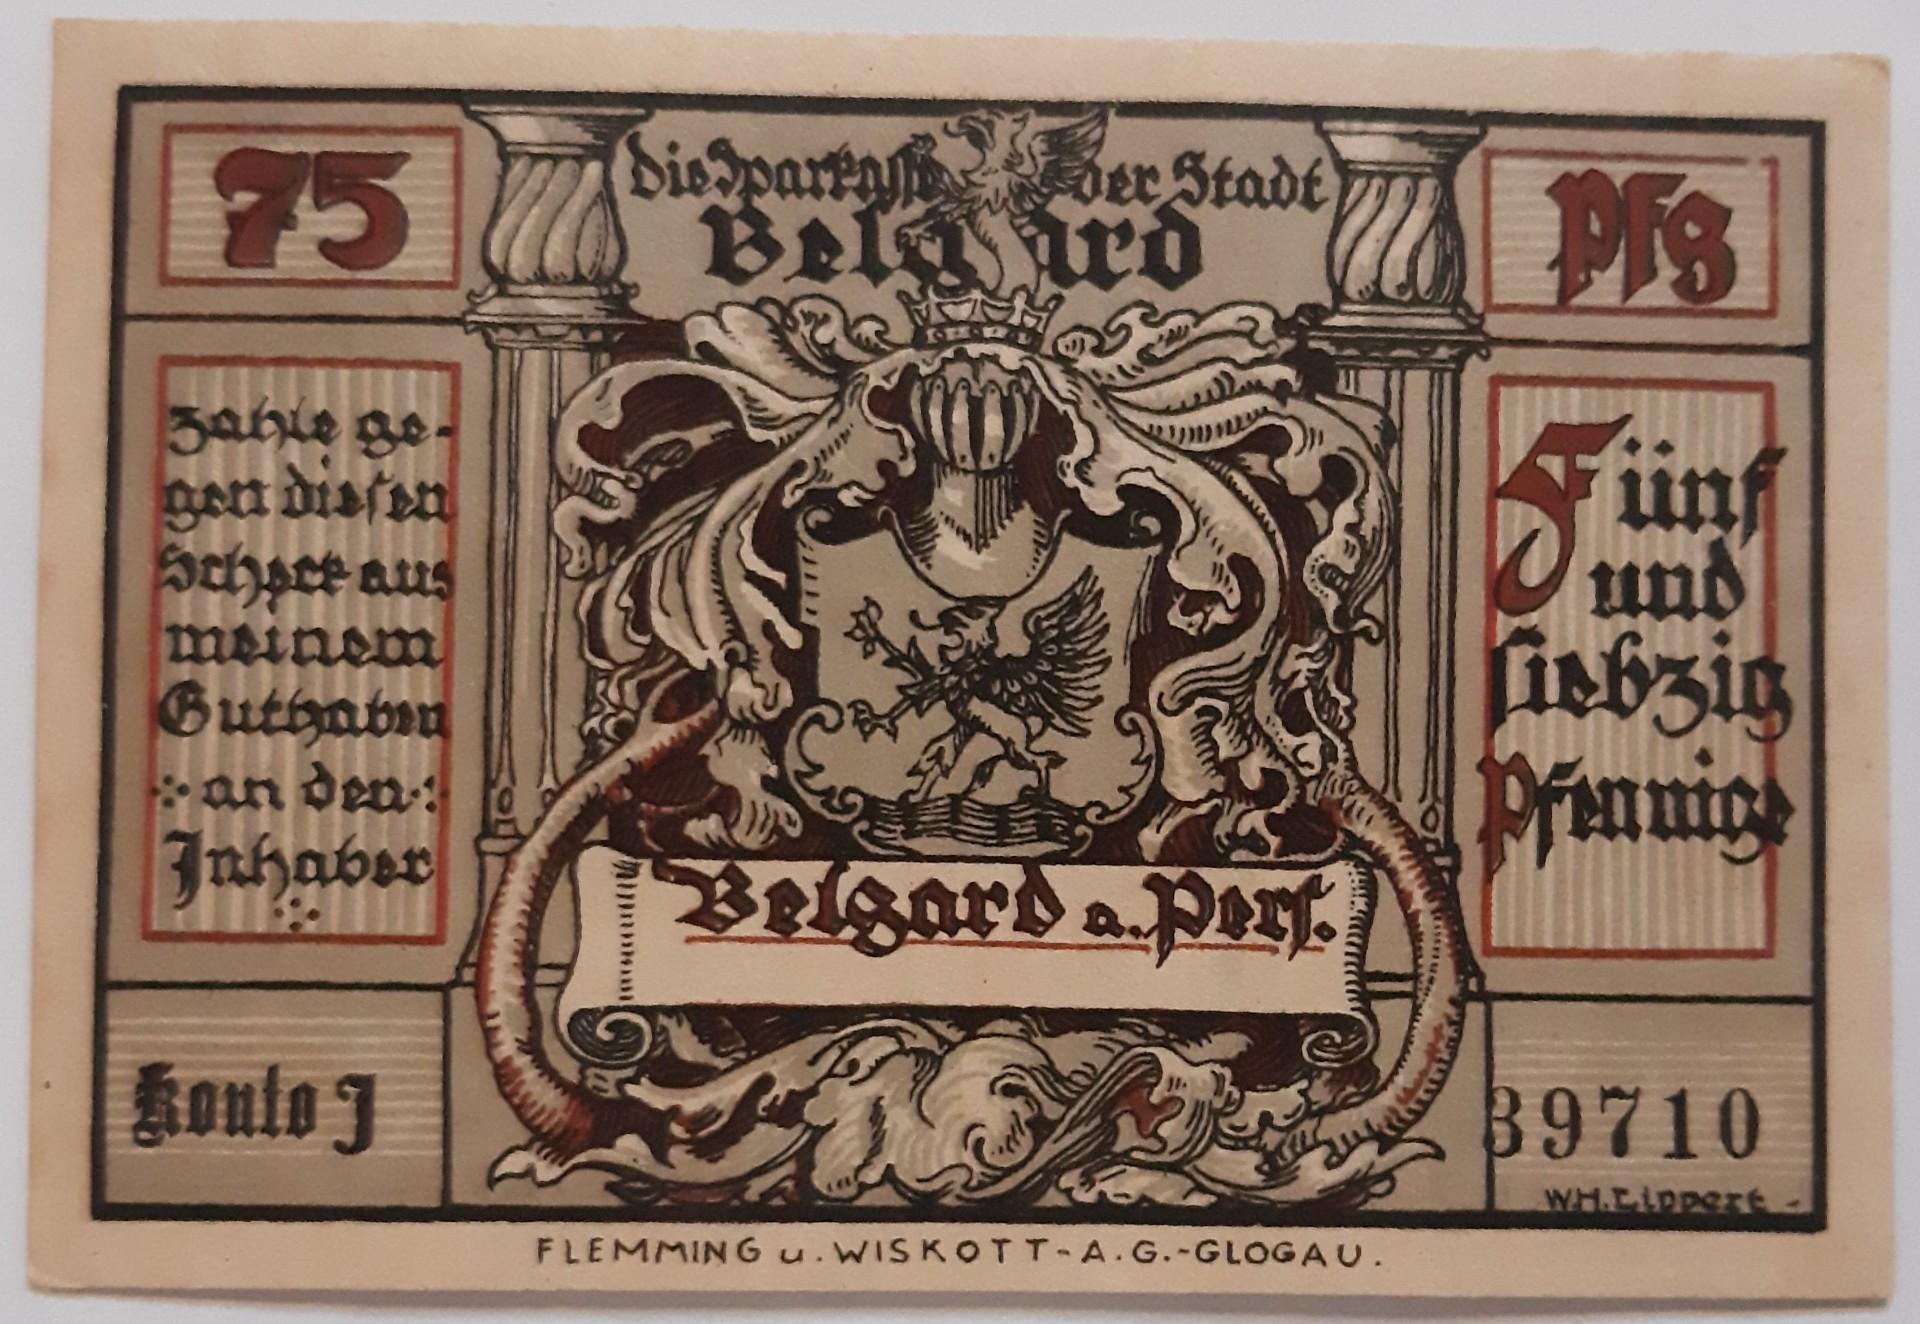 75
die Sparkasse der Stadt
Belgard
Pfg
zahle ge-
gen diesen
Scheck aus
meinem
Guthaben
an den
Inhaber
Fünf
und
siebzig
Pfennige
Belgard a. Pers.
Konto I
39710
W.H.Lippert
FLEMMING u. WISKOTT-A.G.-GLOGAU.